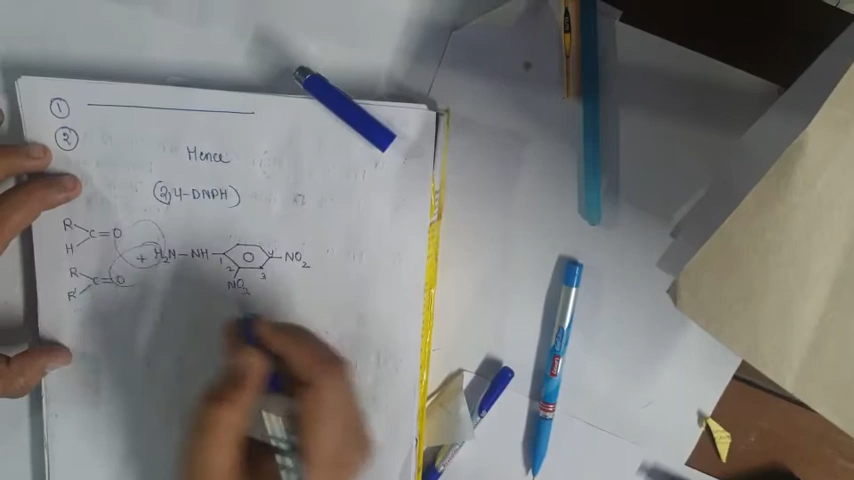 ①
②
Hence
(2,4-DNPH)
R
C=O
H
+ H₂N-NH
1
2
3
4
NO₂
NO₂
R
C=O
R'